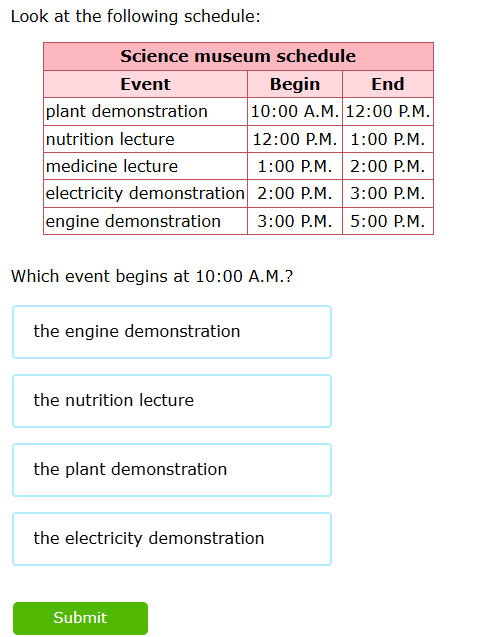 Look at the following schedule:
Science museum schedule
Event Begin End
plant demonstration 10:00 A.M. 12:00 P.M.
nutrition lecture 12:00 P.M. 1:00 P.M.
medicine lecture 1:00 P.M. 2:00 P.M.
electricity demonstration 2:00 P.M. 3:00 P.M.
engine demonstration 3:00 P.M. 5:00 P.M.
Which event begins at 10:00 A.M.?
the engine demonstration
the nutrition lecture
the plant demonstration
the electricity demonstration
Submit